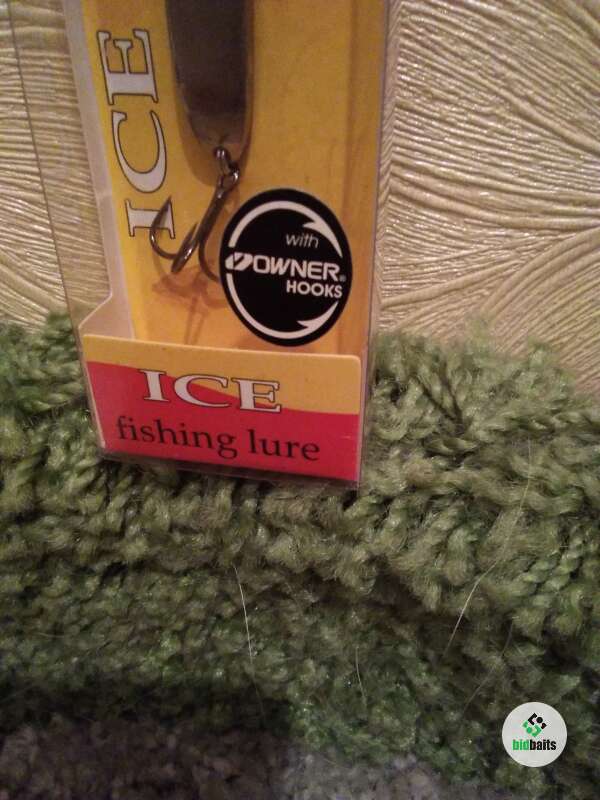 ICE
with
OWNER®
HOOKS
ICE
fishing lure
bidbaits